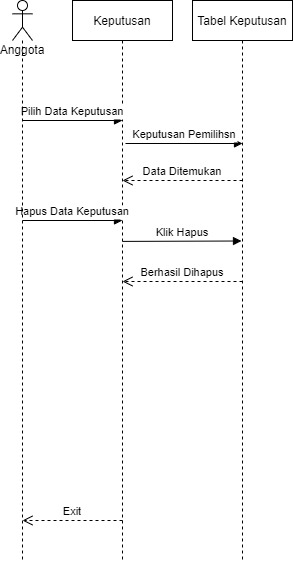 Keputusan
Tabel Keputusan
Anggota
Pilih Data Keputusan
Keputusan Pemilihsn
Data Ditemukan
Hapus Data Keputusan
Klik Hapus
Berhasil Dihapus
Exit